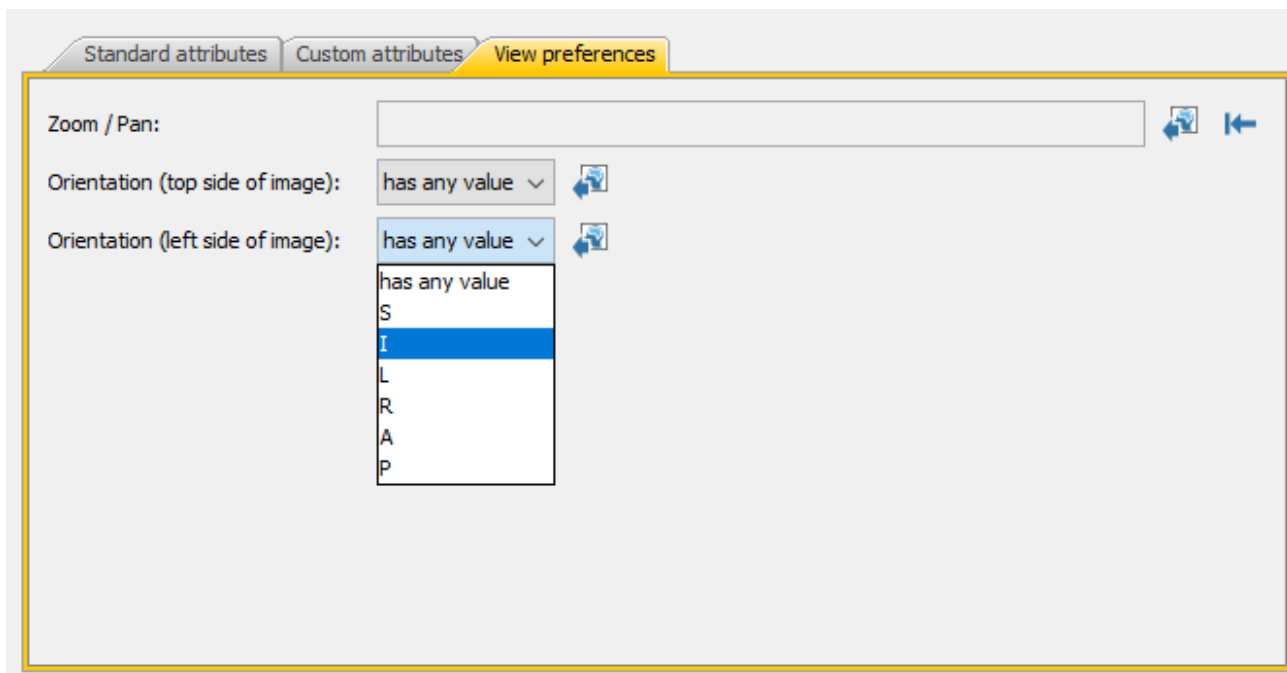 Standard attributes Custom attributes View preferences
Zoom / Pan:
Orientation (top side of image): has any value
Orientation (left side of image): has any value
has any value
S
I
L
R
A
P